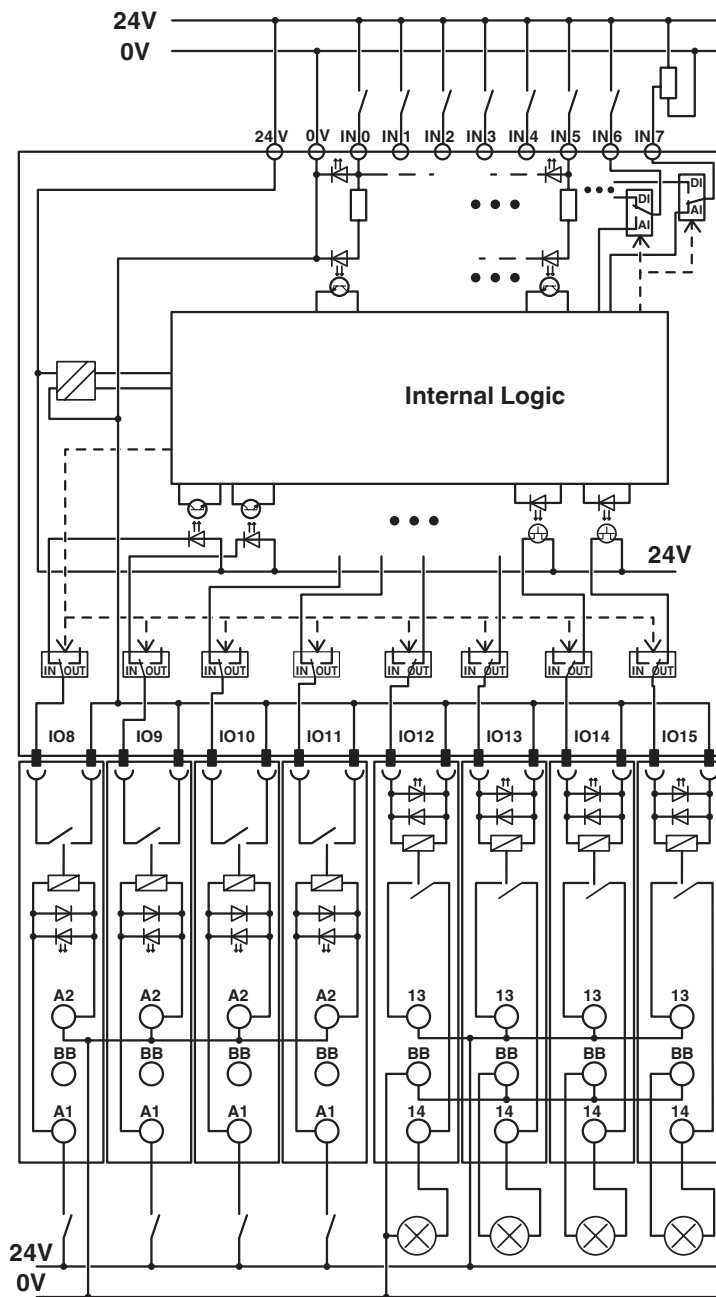 24V
0V
24 V 0 V IN 0 IN 1 IN 2 IN 3 IN 4 IN 5 IN 6 IN 7
DI
DI
AI
AI
Internal Logic
24V
IN OUT IN OUT IN OUT IN OUT IN OUT IN OUT IN OUT IN OUT
IO8 IO9 IO10 IO11 IO12 IO13 IO14 IO15
A2 A2 A2 A2 13 13 13 13
BB BB BB BB BB BB BB BB
A1 A1 A1 A1 14 14 14 14
24V
0V